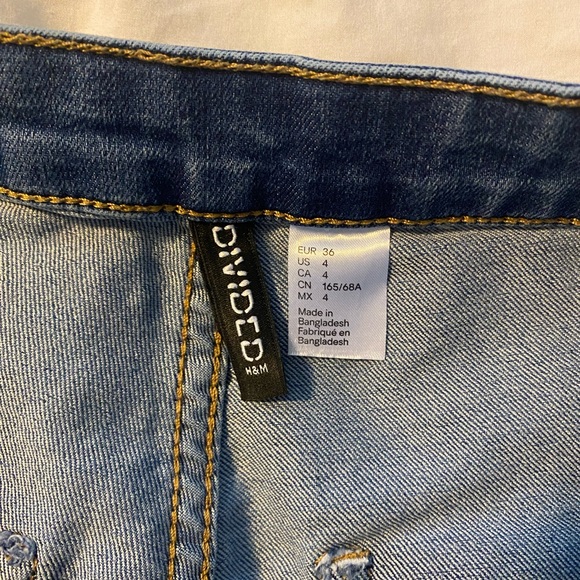 DIVIDED
H&M
EUR 36
US 4
CA 4
CN 165/68A
MX 4
Made in
Bangladesh
Fabriqué en
Bangladesh